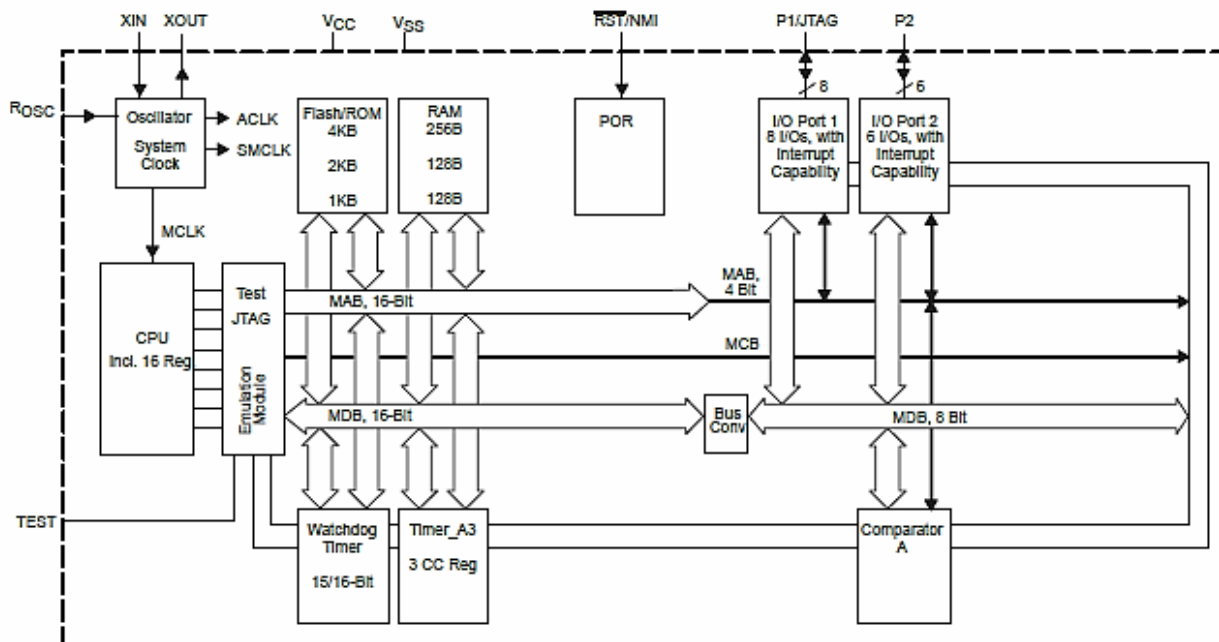 XIN XOUT VCC VSS RST/NMI P1/JTAG P2
8 6
ROSC
Oscillator
System
Clock
ACLK
SMCLK
Flash/ROM
4KB
2KB
1KB
RAM
256B
128B
128B
POR
I/O Port 1
8 I/Os, with
Interrupt
Capability
I/O Port 2
6 I/Os, with
Interrupt
Capability
MCLK
CPU
Incl. 16 Reg
Test
JTAG
Emulation
Module
MAB, 16-Bit
MAB,
4 Bit
MCB
MDB, 16-Bit
Bus
Conv
MDB, 8 Bit
TEST
Watchdog
Timer
15/16-Bit
Timer_A3
3 CC Reg
Comparator
A